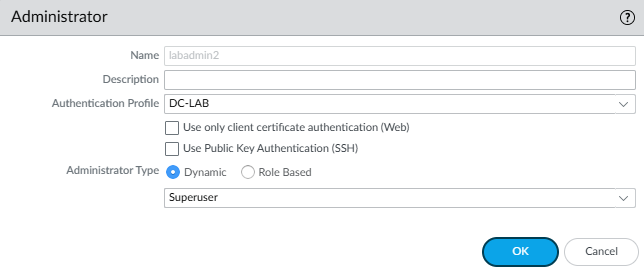 Administrator
Name labadmin2
Description
Authentication Profile DC-LAB
Use only client certificate authentication (Web)
Use Public Key Authentication (SSH)
Administrator Type Dynamic Role Based
Superuser
OK Cancel